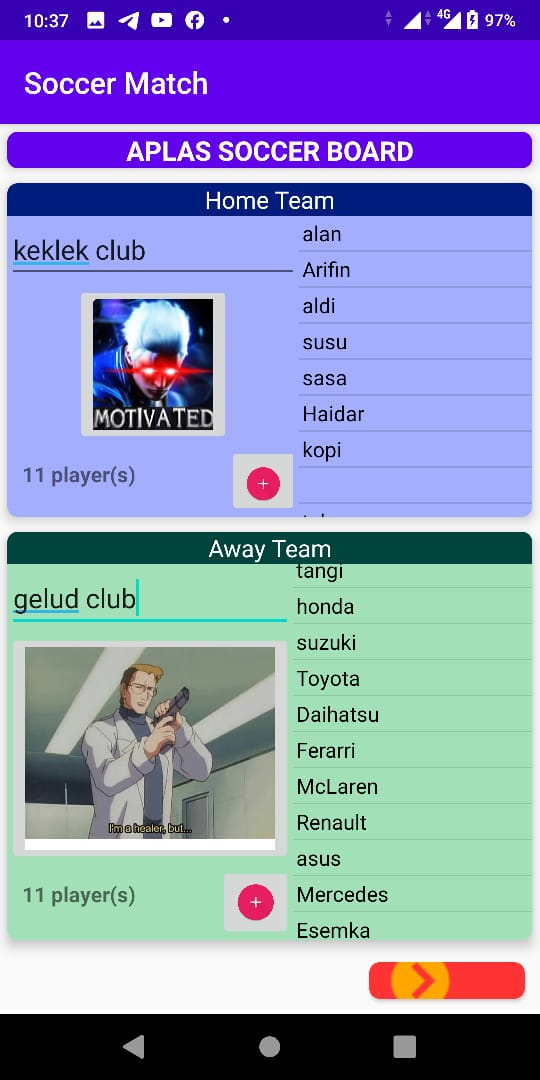 10:37
4G
97%
Soccer Match
APLAS SOCCER BOARD
Home Team
keklek club
MOTIVATED
11 player(s)
+
alan
Arifin
aldi
susu
sasa
Haidar
kopi
Away Team
gelud club
I'm a healer, but...
11 player(s)
+
tangi
honda
suzuki
Toyota
Daihatsu
Ferarri
McLaren
Renault
asus
Mercedes
Esemka